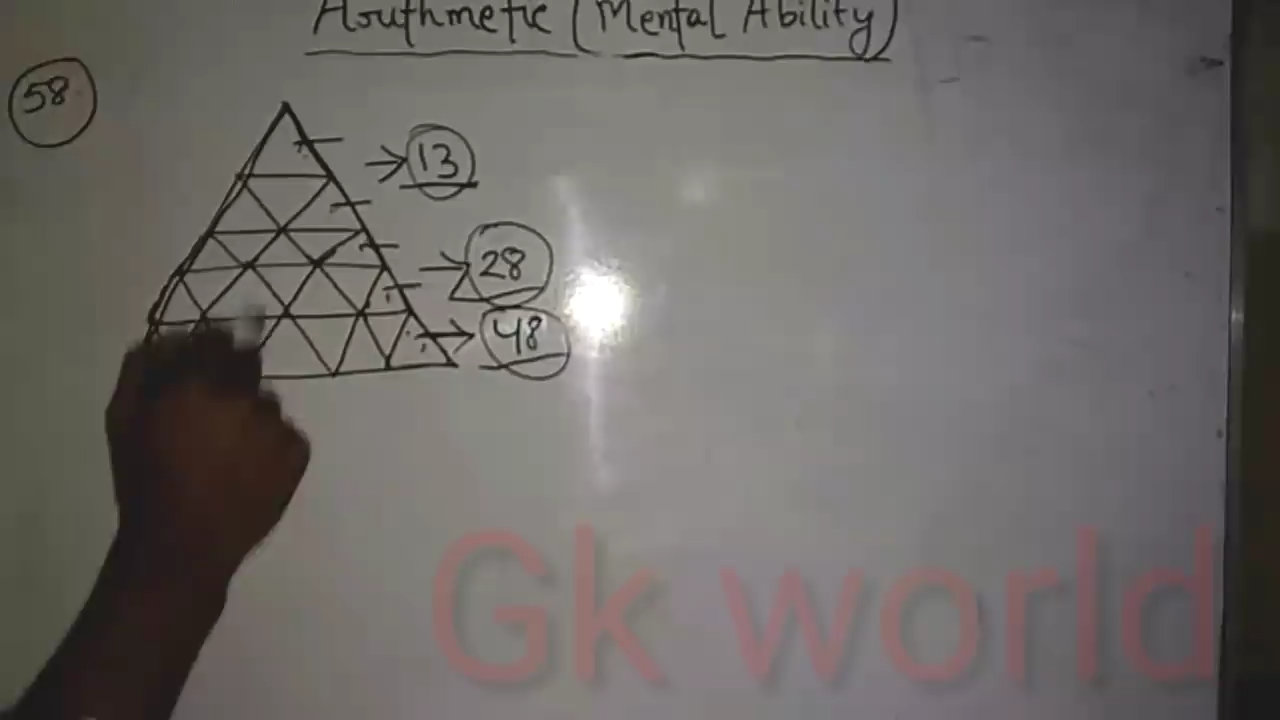 Arithmetic (Mental Ability)
58
→ 13
→ 28
→ 48
Gk world